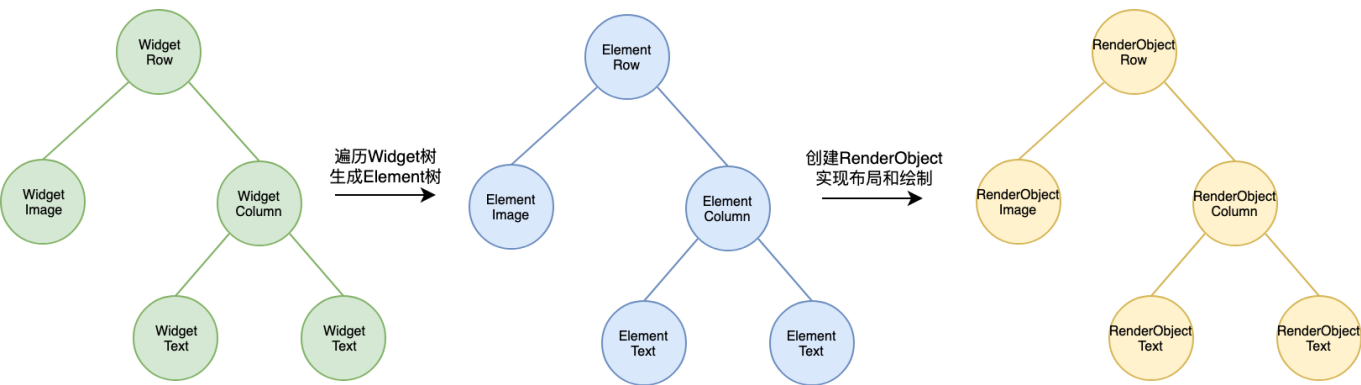 Widget
Row
Widget
Image
Widget
Column
Widget
Text
Widget
Text
遍历Widget树
生成Element树
Element
Row
Element
Image
Element
Column
Element
Text
Element
Text
创建RenderObject
实现布局和绘制
RenderObject
Row
RenderObject
Image
RenderObject
Column
RenderObject
Text
RenderObject
Text